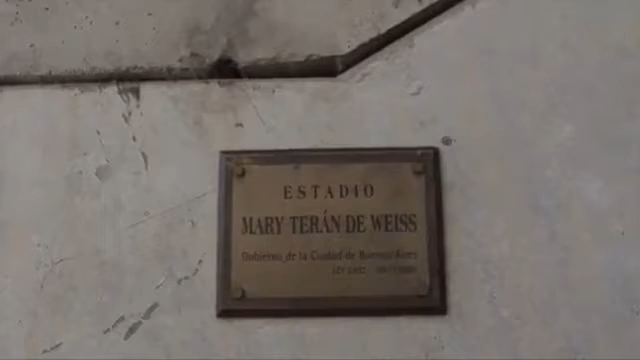 ESTADIO
MARY TERÁN DE WEISS
Gobierno de la Ciudad de Buenos Aires